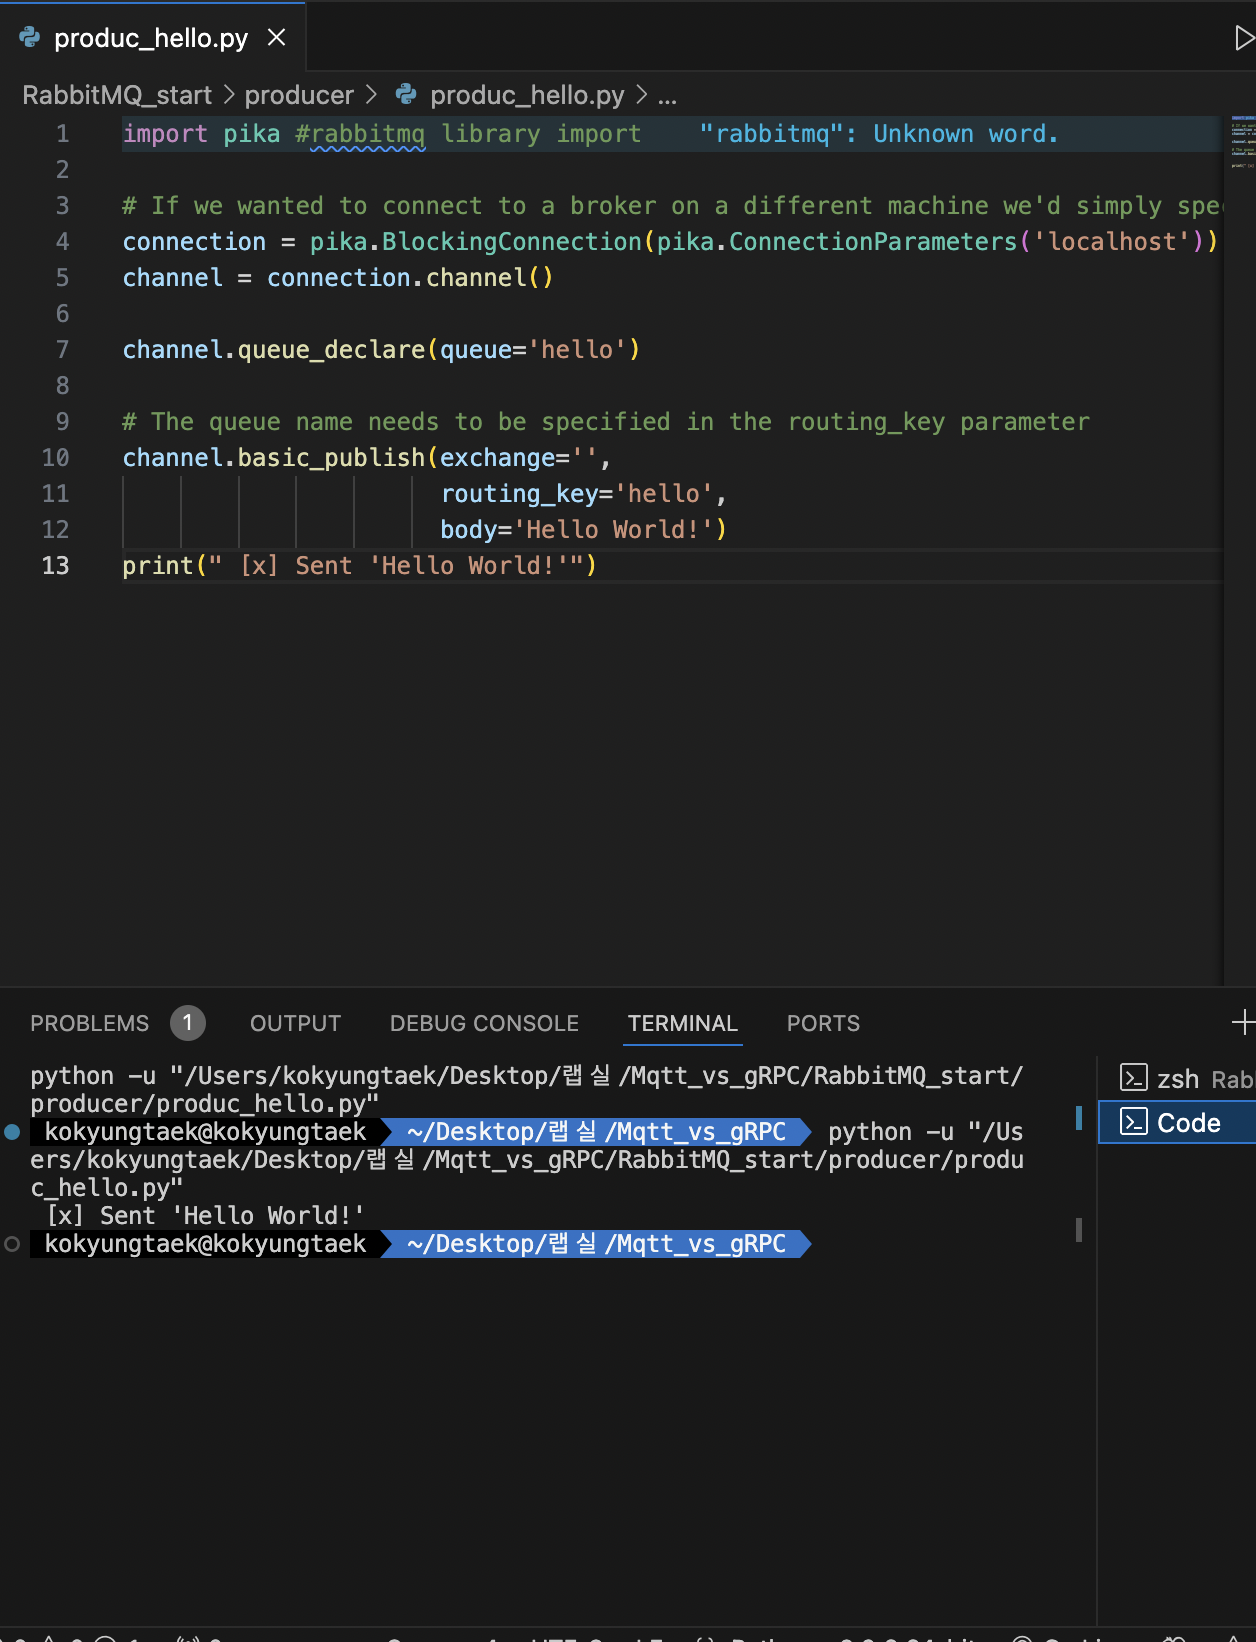 produc_hello.py
RabbitMQ_start > producer > produc_hello.py > ...
1 import pika #rabbitmq library import "rabbitmq": Unknown word.
2
3 # If we wanted to connect to a broker on a different machine we'd simply spe
4 connection = pika.BlockingConnection(pika.ConnectionParameters('localhost'))
5 channel = connection.channel()
6
7 channel.queue_declare(queue='hello')
8
9 # The queue name needs to be specified in the routing_key parameter
10 channel.basic_publish(exchange='',
11 routing_key='hello',
12 body='Hello World!')
13 print(" [x] Sent 'Hello World!'")
PROBLEMS 1 OUTPUT DEBUG CONSOLE TERMINAL PORTS
python -u "/Users/kokyungtaek/Desktop/랩실/Mqtt_vs_gRPC/RabbitMQ_start/
producer/produc_hello.py"
kokyungtaek@kokyungtaek ~/Desktop/랩실/Mqtt_vs_gRPC python -u "/Us
ers/kokyungtaek/Desktop/랩실/Mqtt_vs_gRPC/RabbitMQ_start/producer/produ
c_hello.py"
[x] Sent 'Hello World!'
kokyungtaek@kokyungtaek ~/Desktop/랩실/Mqtt_vs_gRPC
zsh Rab
Code